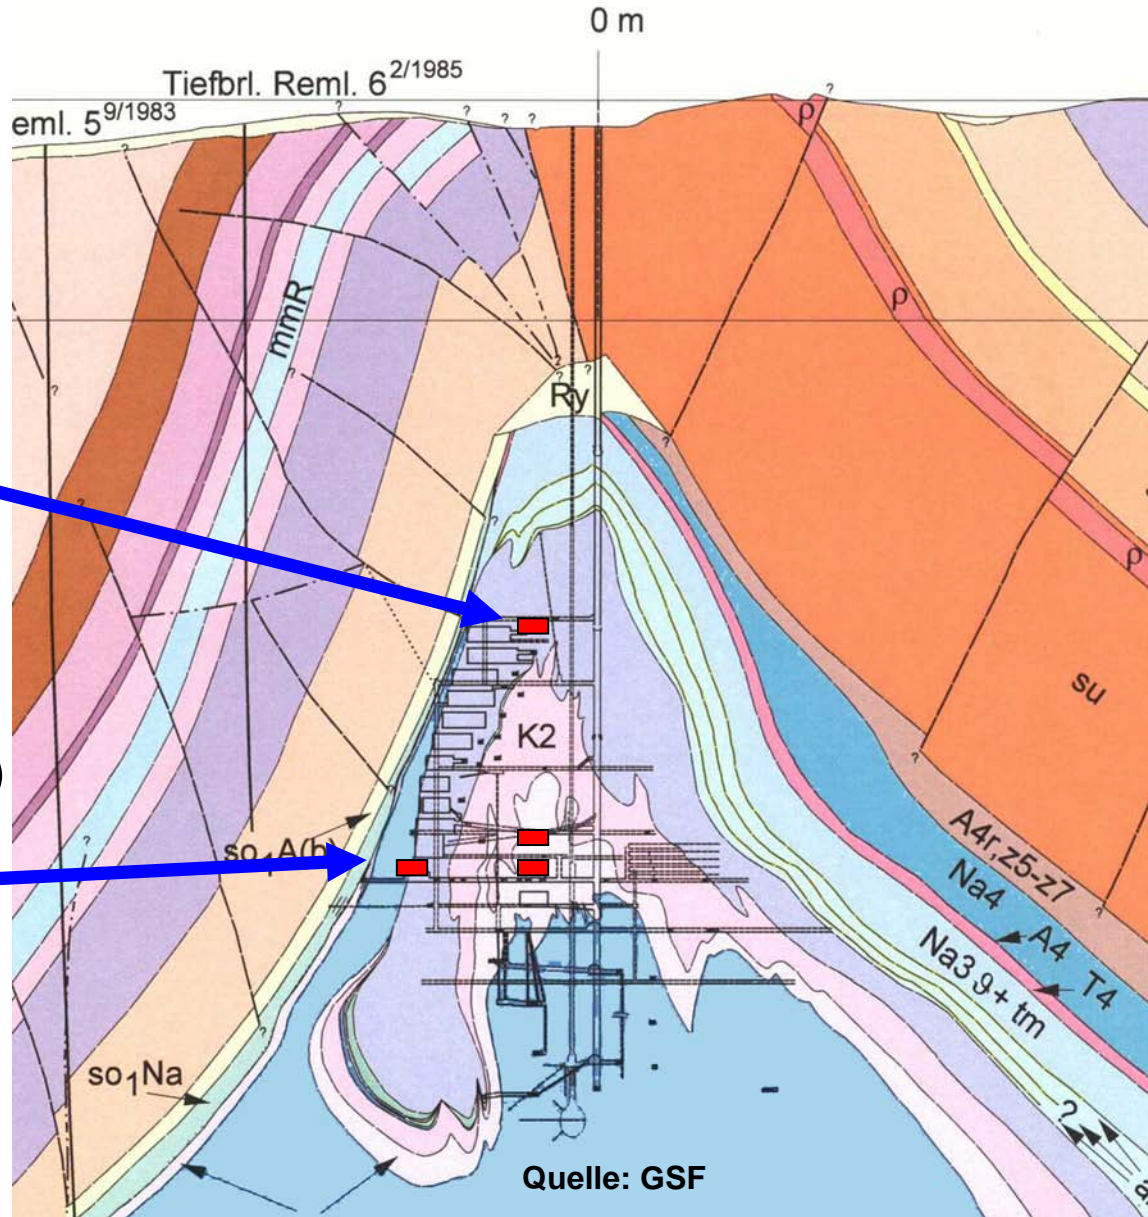 0 m
Tiefbrl. Reml. 6 2/1985
eml. 5 9/1983
?
ρ
mmR
ρ
Ry
ρ
su
K2
)
so₁A(b
A4r,z5-z7
Na4
A4
T4
Na3ϑ+ tm
so₁Na
?
a
Quelle: GSF